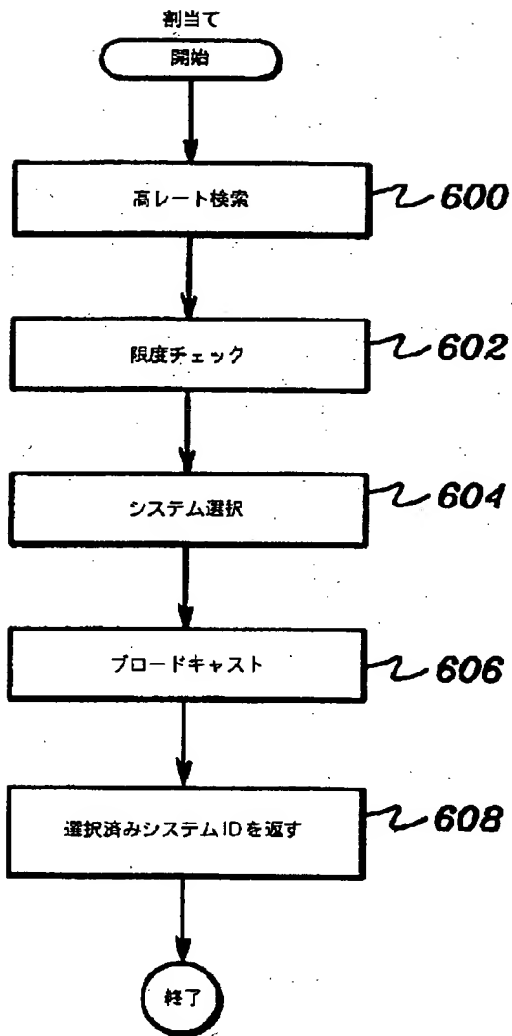 割当て
開始
高レート検索
600
限度チェック
602
システム選択
604
ブロードキャスト
606
選択済みシステムIDを返す
608
終了